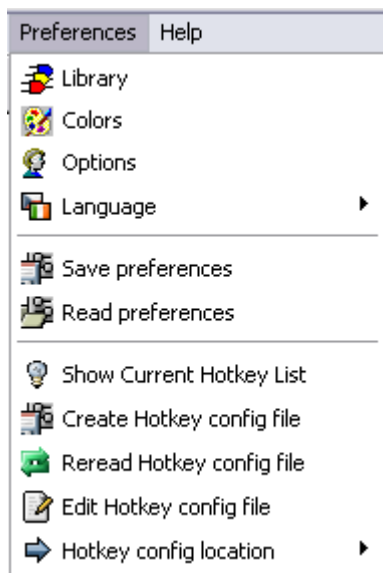 Preferences Help
Library
Colors
Options
Language
Save preferences
Read preferences
Show Current Hotkey List
Create Hotkey config file
Reread Hotkey config file
Edit Hotkey config file
Hotkey config location